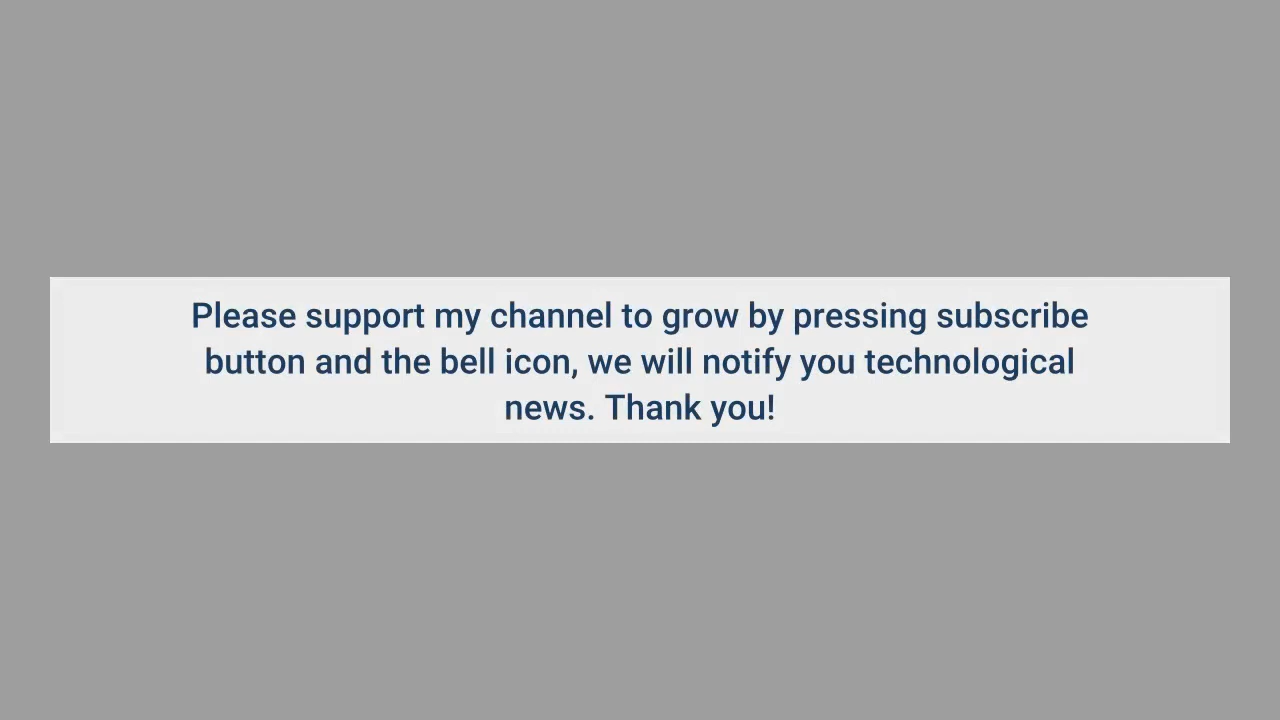 Please support my channel to grow by pressing subscribe
button and the bell icon, we will notify you technological
news. Thank you!